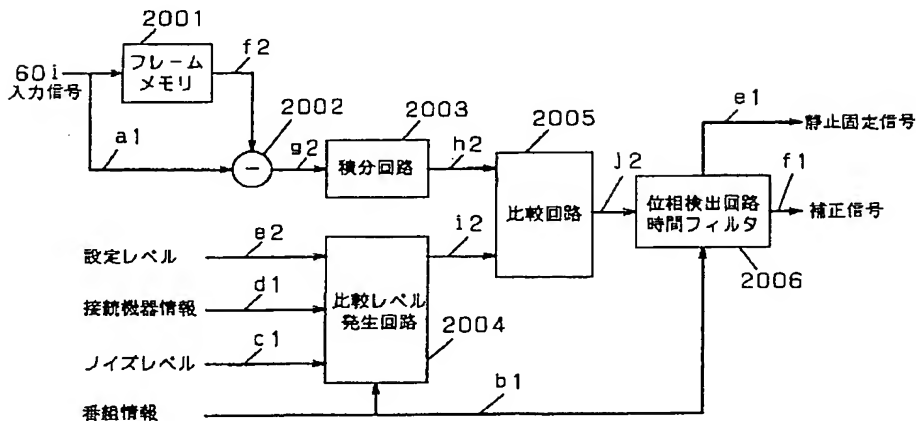 2001
フレーム
メモリ
f2
60i
入力信号
a1
2002
g2
2003
積分回路
h2
2005
比較回路
j2
e1
静止固定信号
位相検出回路
時間フィルタ
f1
補正信号
2006
設定レベル
e2
接続機器情報
d1
ノイズレベル
c1
番組情報
比較レベル
発生回路
i2
2004
b1